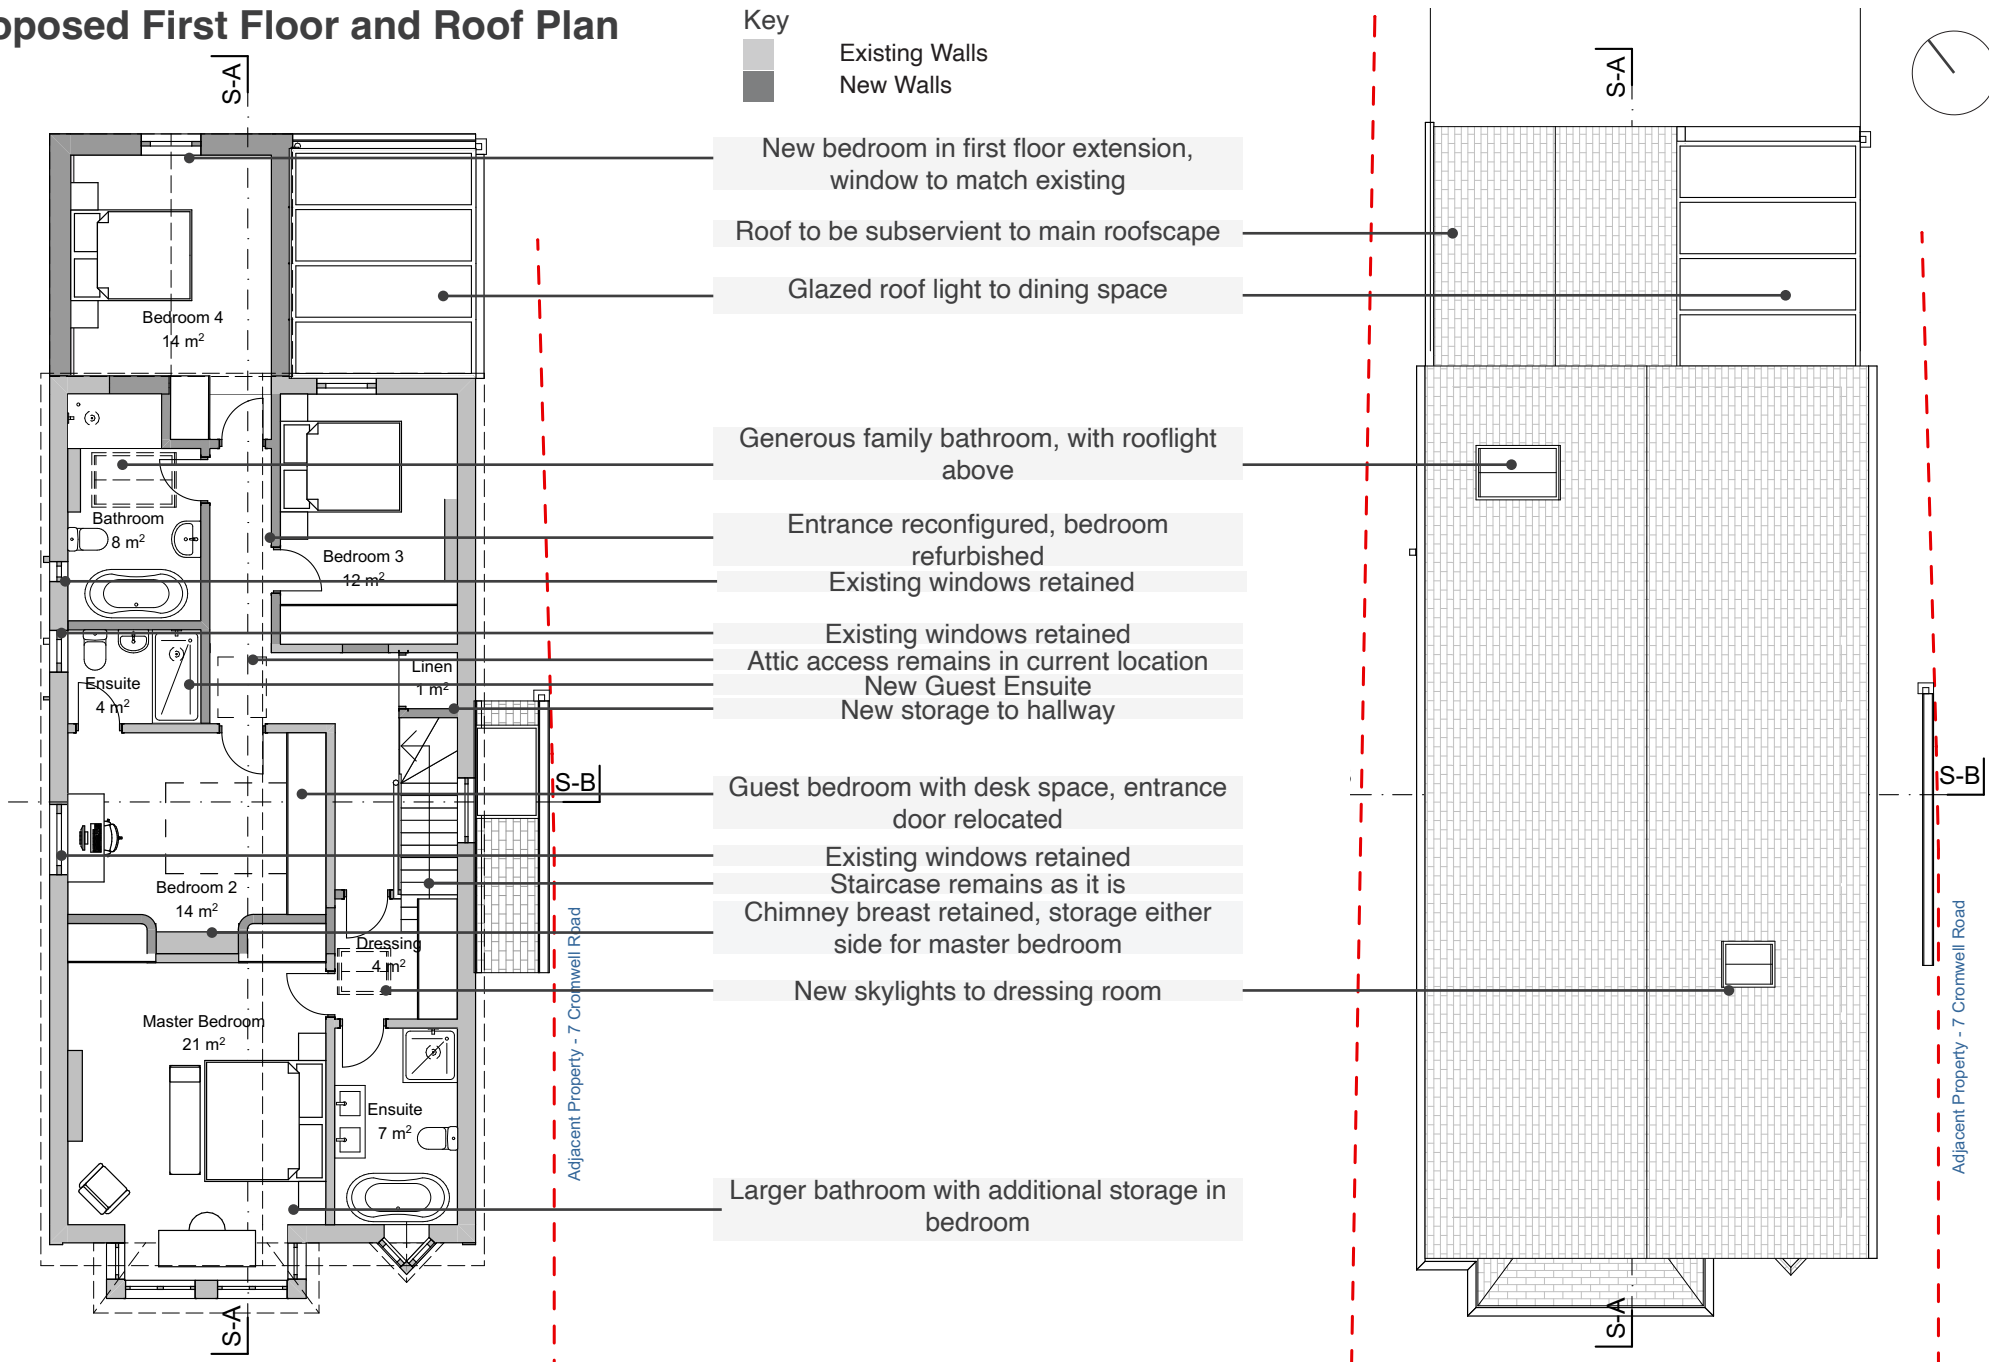 pposed First Floor and Roof Plan
Key
Existing Walls
New Walls
S-A
S-A
New bedroom in first floor extension,
window to match existing
Roof to be subservient to main roofscape
Glazed roof light to dining space
Bedroom 4
14 m²
Generous family bathroom, with rooflight
above
Bathroom
8 m²
Entrance reconfigured, bedroom
refurbished
Bedroom 3
12 m²
Existing windows retained
Existing windows retained
Attic access remains in current location
Linen
1 m²
New Guest Ensuite
Ensuite
4 m²
New storage to hallway
S-B
S-B
Guest bedroom with desk space, entrance
door relocated
Existing windows retained
Staircase remains as it is
Bedroom 2
14 m²
Chimney breast retained, storage either
side for master bedroom
Dressing
4 m²
New skylights to dressing room
Master Bedroom
21 m²
Adjacent Property - 7 Cromwell Road
Adjacent Property - 7 Cromwell Road
Ensuite
7 m²
Larger bathroom with additional storage in
bedroom
S-A
S-A